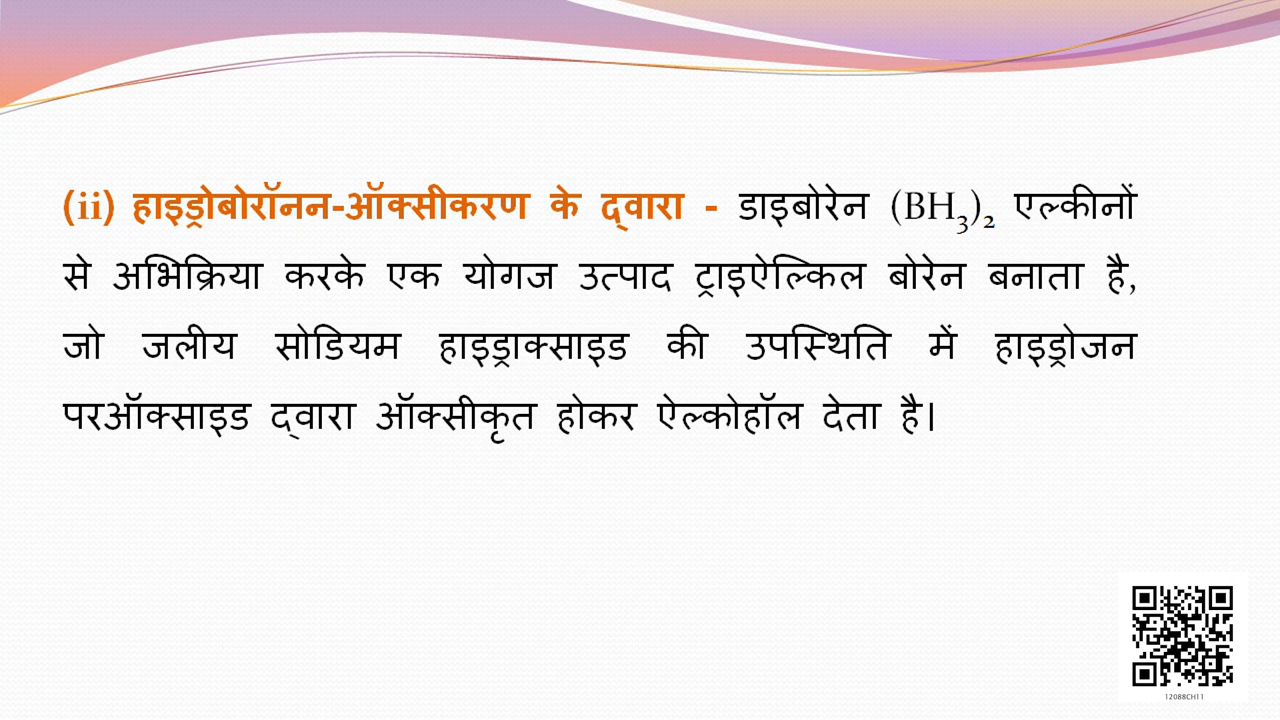 (ii) हाइड्रोबोरॉनन-ऑक्सीकरण के द्वारा - डाइबोरेन (BH₃)₂ एल्कीनों
से अभिक्रिया करके एक योगज उत्पाद ट्राइऐल्किल बोरेन बनाता है,
जो जलीय सोडियम हाइड्राक्साइड की उपस्थिति में हाइड्रोजन
परऑक्साइड द्वारा ऑक्सीकृत होकर ऐल्कोहॉल देता है।
12088CH11